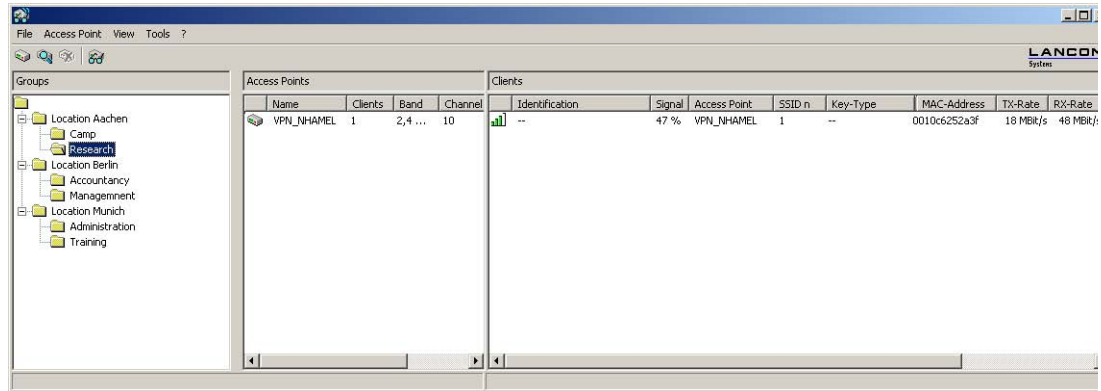 File Access Point View Tools ?
LANCOM
Systems
Groups
Access Points
Clients
Name Clients Band Channel
Identification Signal Access Point SSID n Key-Type MAC-Address TX-Rate RX-Rate
VPN_NHAMEL 1 2,4 ... 10
-- 47 % VPN_NHAMEL 1 -- 0010c6252a3f 18 MBit/s 48 MBit/s
Location Aachen
Camp
Research
Location Berlin
Accountancy
Managemnent
Location Munich
Administration
Training